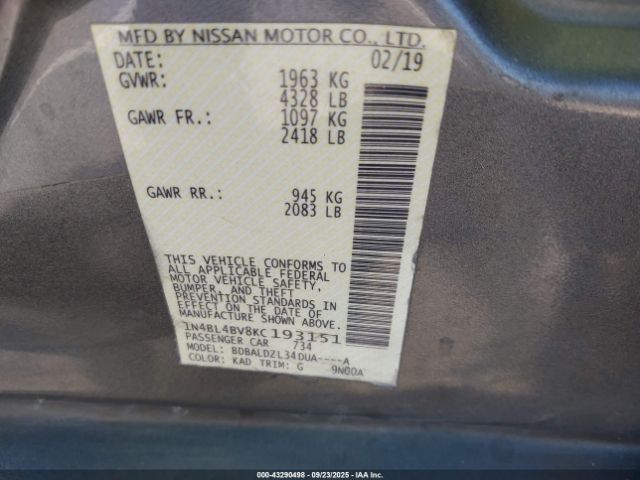 MFD BY NISSAN MOTOR CO., LTD.
DATE: 02/19
GVWR: 1963 KG
4328 LB
GAWR FR.: 1097 KG
2418 LB
GAWR RR.: 945 KG
2083 LB
THIS VEHICLE CONFORMS TO
ALL APPLICABLE FEDERAL
MOTOR VEHICLE SAFETY,
BUMPER, AND THEFT
PREVENTION STANDARDS IN
EFFECT ON THE DATE OF
MANUFACTURE SHOWN ABOVE.
1N4BL4BV8KC193151
PASSENGER CAR 734
MODEL: BDBALDZL34DUA----A
COLOR: KAD TRIM: G 9N00A
000-43290498 - 09/23/2025 - IAA Inc.